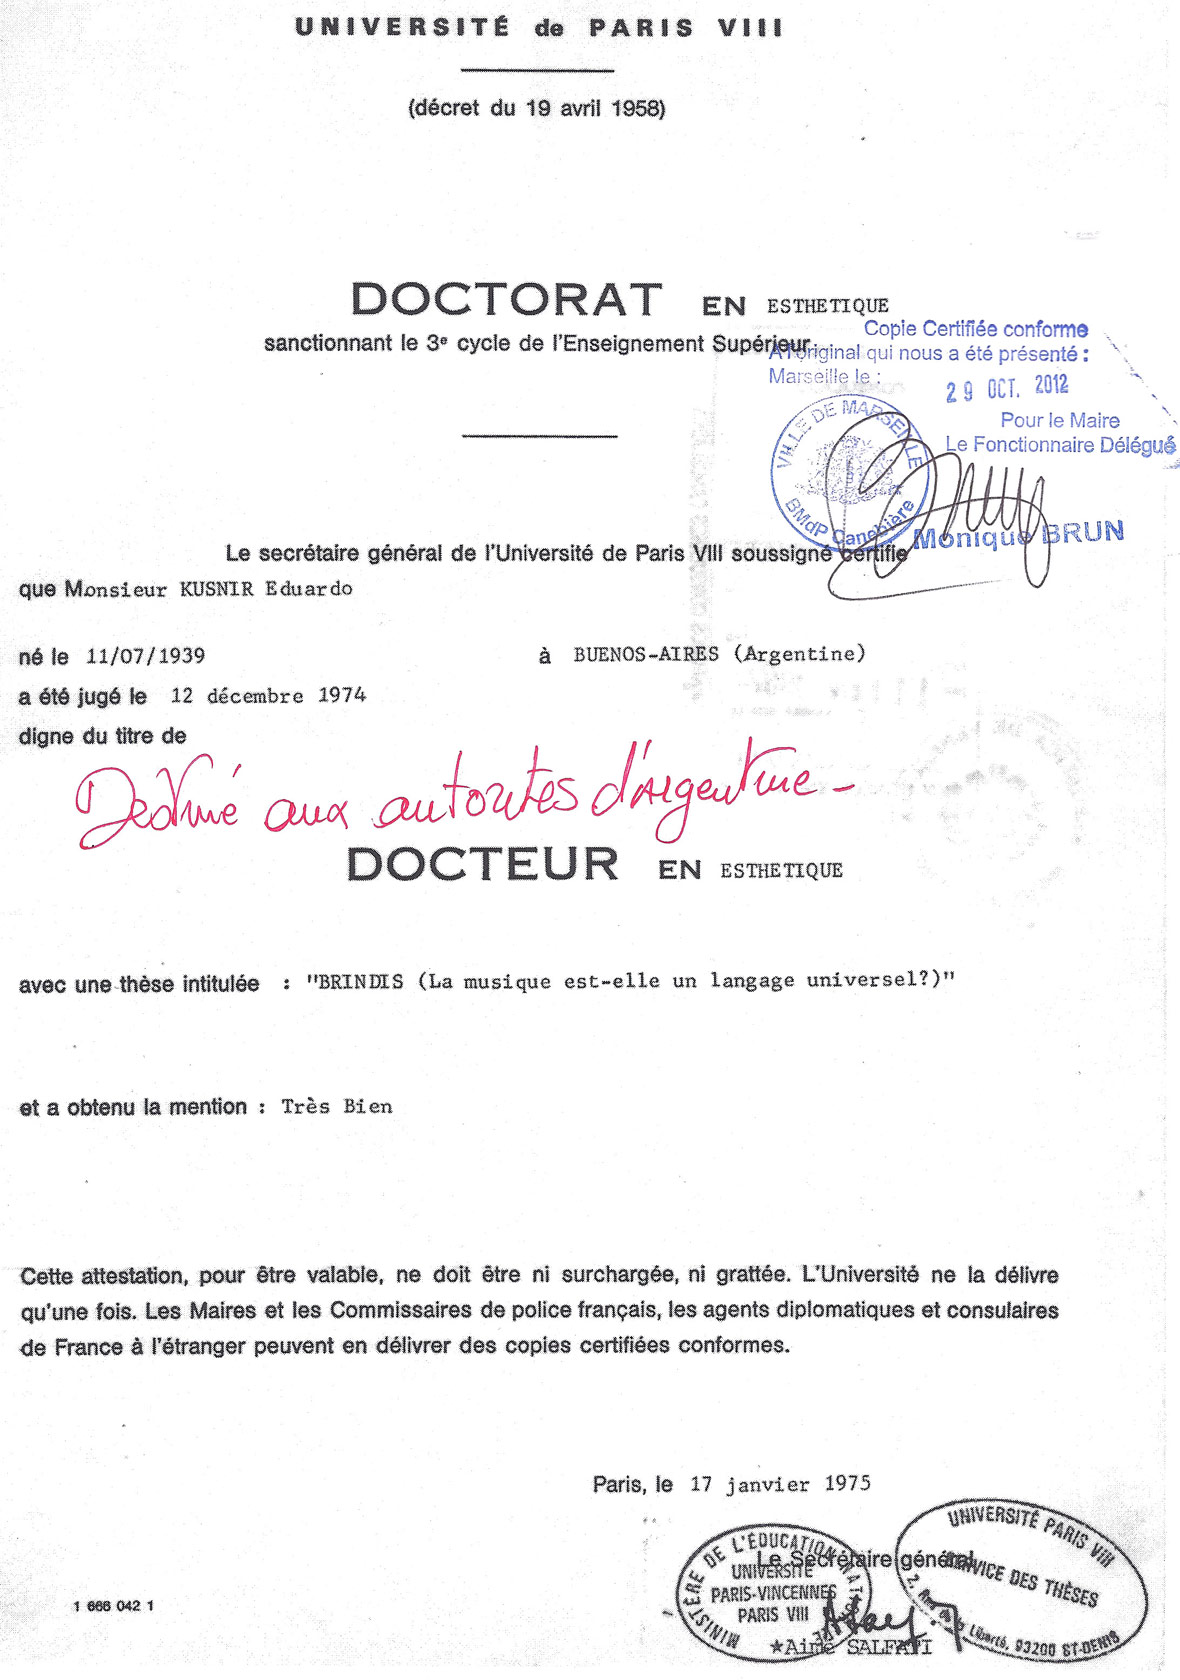 UNIVERSITÉ de PARIS VIII
(décret du 19 avril 1958)
DOCTORAT EN ESTHETIQUE
sanctionnant le 3e cycle de l'Enseignement Supérieur.
Copie Certifiée conforme
A l'original qui nous a été présenté :
Marseille le :
29 OCT. 2012
Pour le Maire
Le Fonctionnaire Délégué
VILLE DE MARSEILLE
BMdP Canebière
Monique BRUN
Le secrétaire général de l'Université de Paris VIII soussigné certifie
que Monsieur KUSNIR Eduardo
né le 11/07/1939 à BUENOS-AIRES (Argentine)
a été jugé le 12 décembre 1974
digne du titre de
Destiné aux autorités d'Argentine -
DOCTEUR EN ESTHETIQUE
avec une thèse intitulée : "BRINDIS (La musique est-elle un langage universel?)"
et a obtenu la mention : Très Bien
Cette attestation, pour être valable, ne doit être ni surchargée, ni grattée. L'Université ne la délivre
qu'une fois. Les Maires et les Commissaires de police français, les agents diplomatiques et consulaires
de France à l'étranger peuvent en délivrer des copies certifiées conformes.
Paris, le 17 janvier 1975
Le Secrétaire général
MINISTÈRE DE L'ÉDUCATION NATIONALE
UNIVERSITÉ
PARIS-VINCENNES
PARIS VIII
UNIVERSITÉ PARIS VIII
SERVICE DES THÈSES
2, Rue de la Liberté, 93200 ST-DENIS
*Aimé SALFATI
1 666 042 1